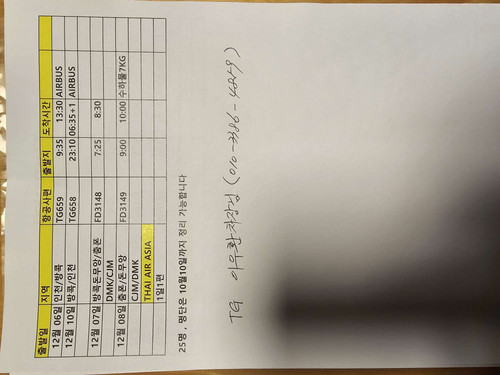 출발일 지역 항공사편 출발지 도착시간
12월 06일 인천/방콕 TG659 9:35 13:30 AIRBUS
12월 10일 방콕/인천 TG658 23:10 06:35+1 AIRBUS
12월 07일 방콕돈무앙/춤폰 FD3148 7:25 8:30
DMK/CJM
12월 08일 춤폰/돈무앙 FD3149 9:00 10:00 수하물7KG
CJM/DMK
THAI AIR ASIA
1일1편
25명 , 명단은 10월10일까지 정리 가능합니다
TG